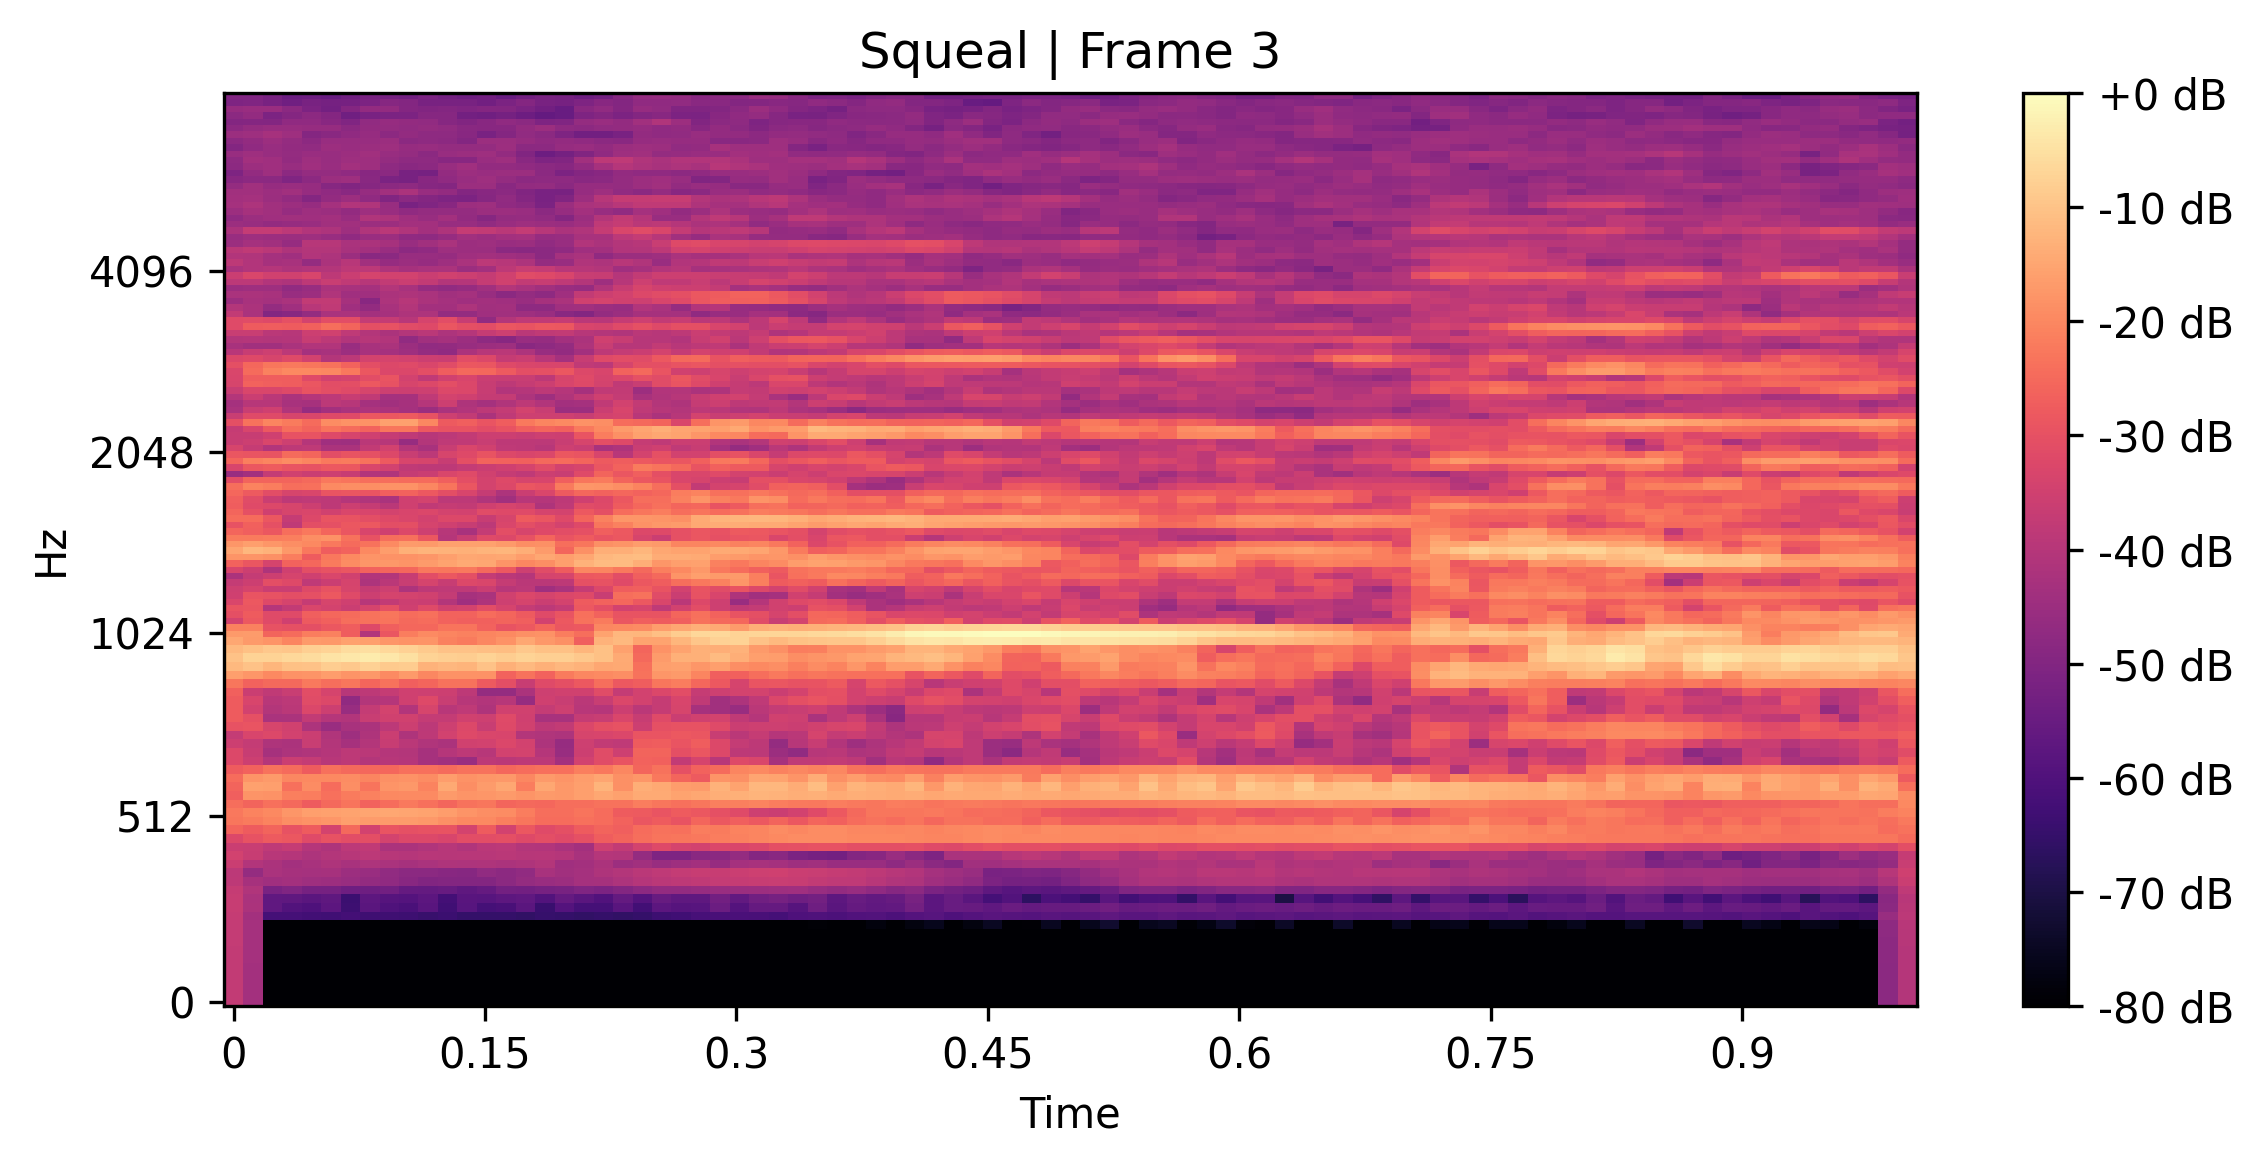 Squeal | Frame 3
+0 dB
-10 dB
4096
-20 dB
2048
-30 dB
Hz
-40 dB
1024
-50 dB
512
-60 dB
-70 dB
0
-80 dB
0 0.15 0.3 0.45 0.6 0.75 0.9
Time